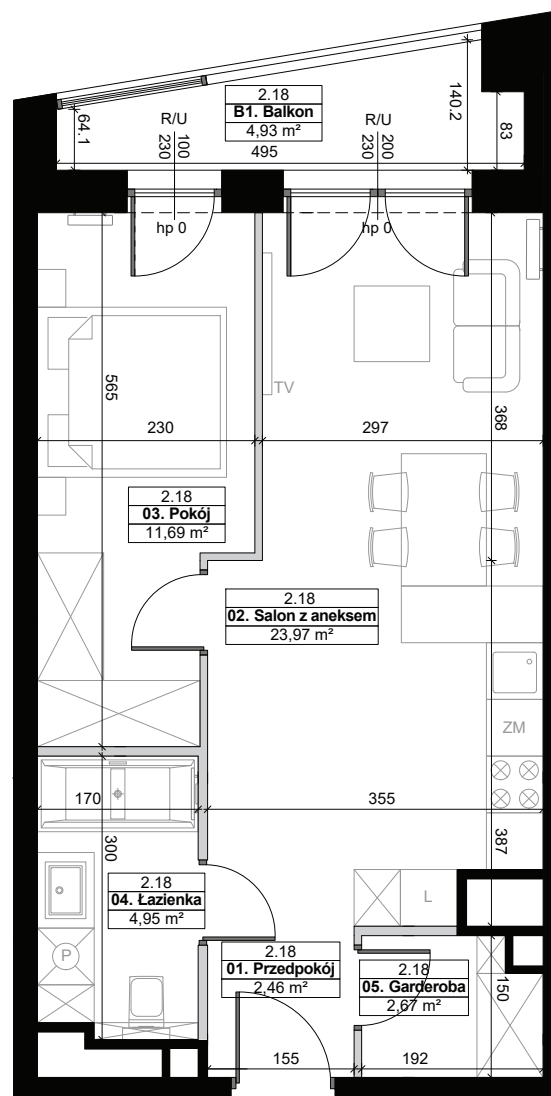 2.18
B1. Balkon
4,93 m²
495
64.1
140.2
83
R/U
100
230
hp 0
R/U
200
230
hp 0
TV
565
368
230
297
2.18
03. Pokój
11,69 m²
2.18
02. Salon z aneksem
23,97 m²
ZM
170
355
300
387
2.18
04. Łazienka
4,95 m²
L
P
2.18
01. Przedpokój
2,46 m²
2.18
05. Garderoba
2,67 m²
150
155
192